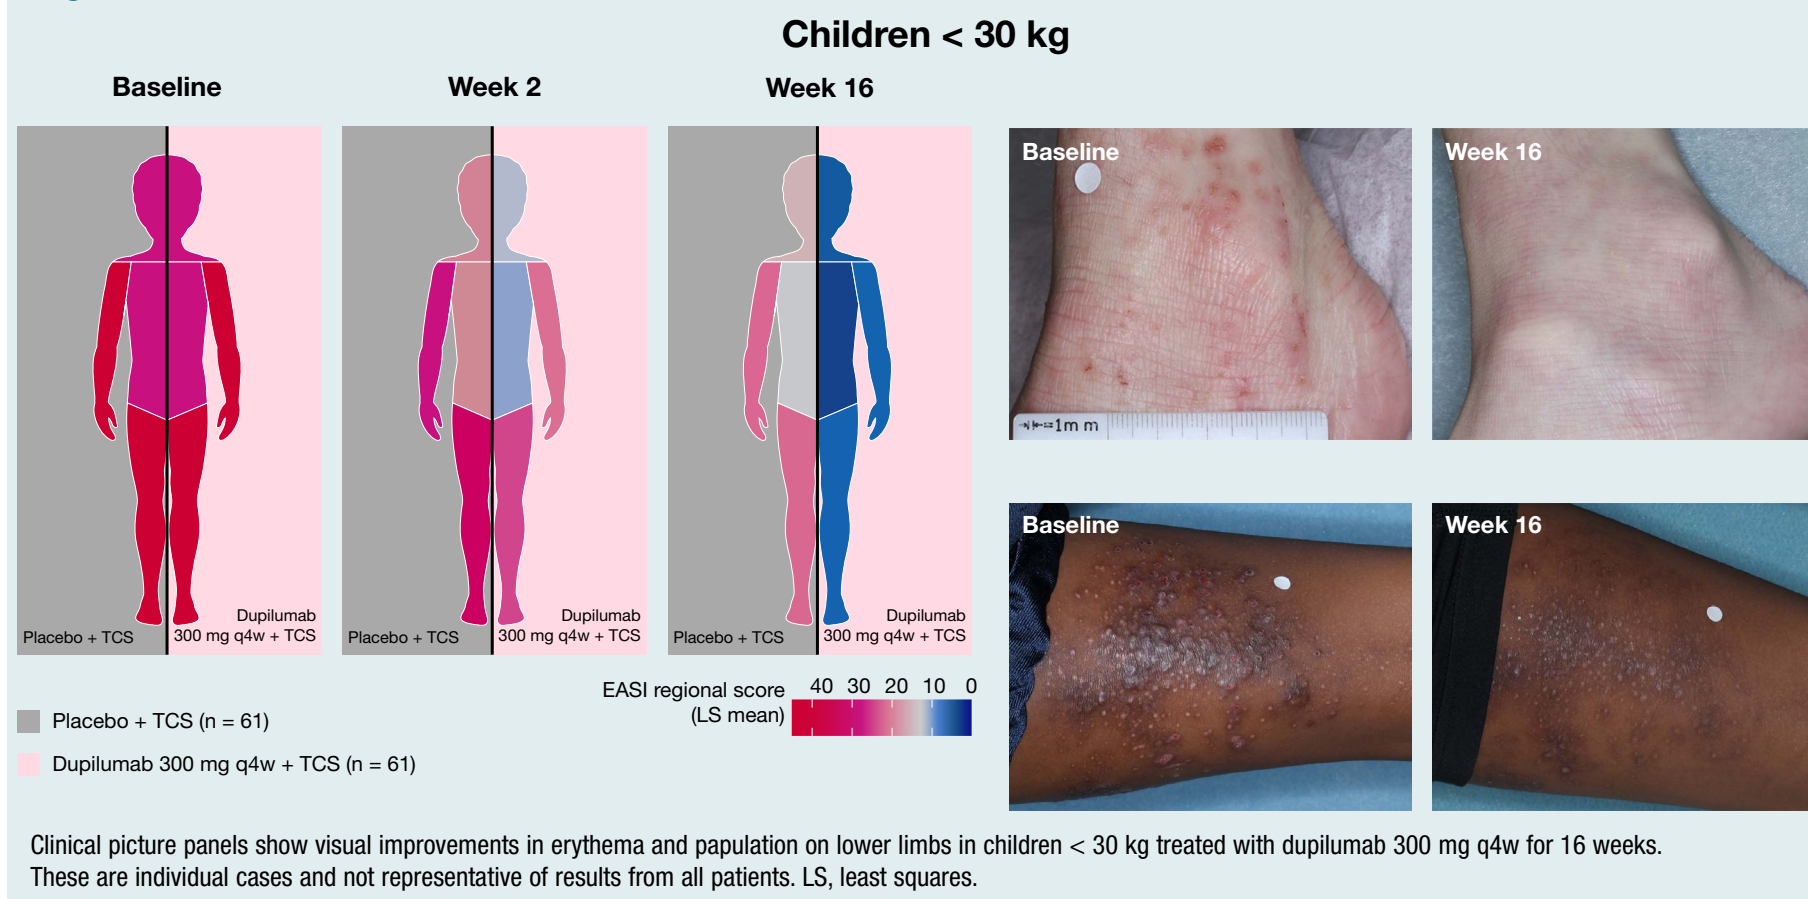 Children < 30 kg
Baseline
Week 2
Week 16
Placebo + TCS
Dupilumab
300 mg q4w + TCS
Placebo + TCS
Dupilumab
300 mg q4w + TCS
Placebo + TCS
Dupilumab
300 mg q4w + TCS
EASI regional score
(LS mean)
40 30 20 10 0
Placebo + TCS (n = 61)
Dupilumab 300 mg q4w + TCS (n = 61)
Baseline
1m m
Week 16
Baseline
Week 16
Clinical picture panels show visual improvements in erythema and papulation on lower limbs in children < 30 kg treated with dupilumab 300 mg q4w for 16 weeks.
These are individual cases and not representative of results from all patients. LS, least squares.